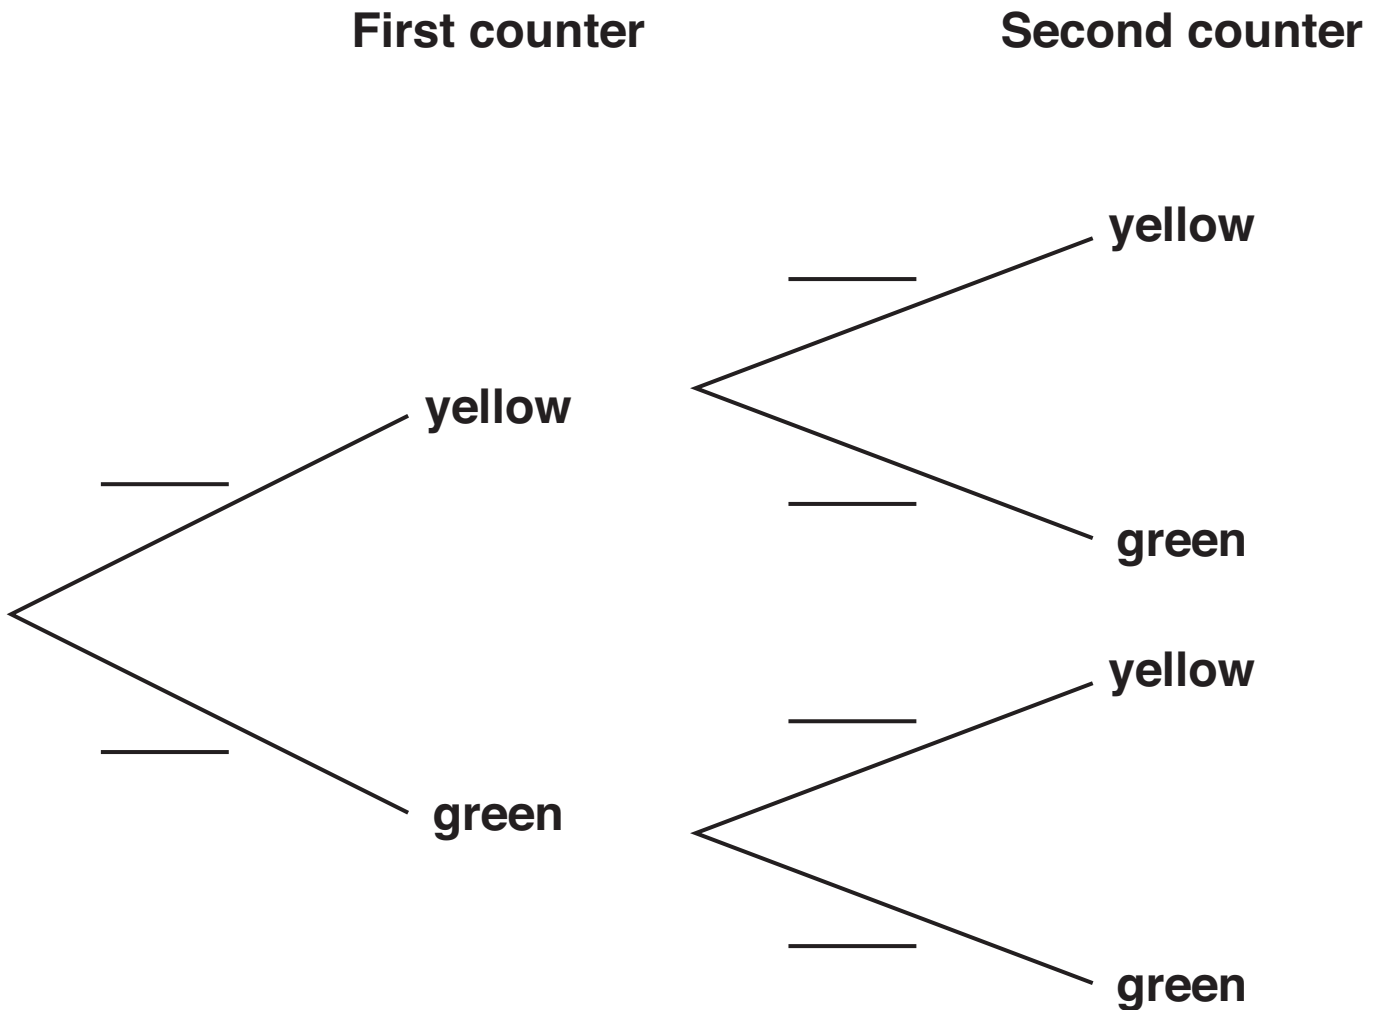 First counter Second counter
yellow
yellow
green
yellow
green
green